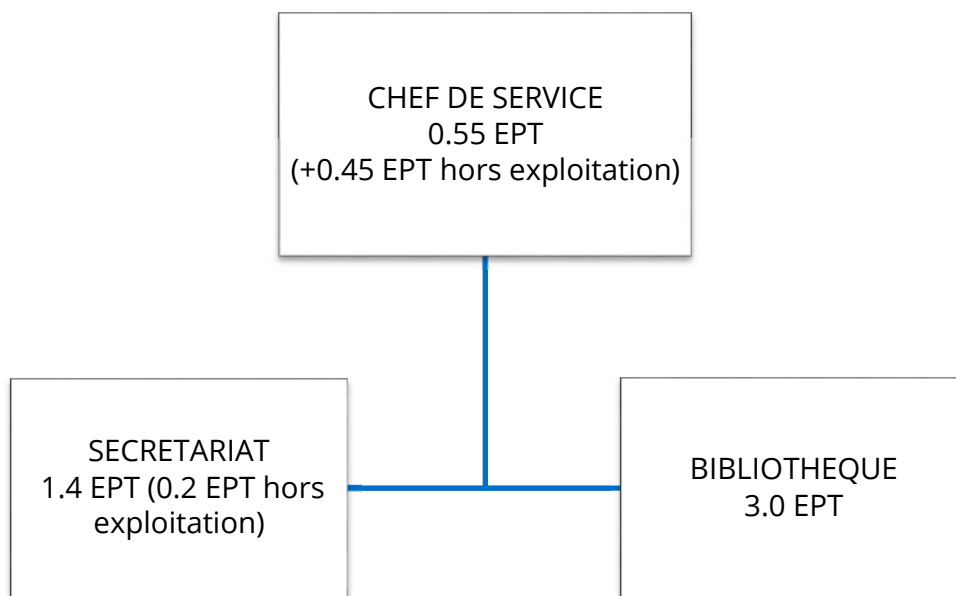 CHEF DE SERVICE
0.55 EPT
(+0.45 EPT hors exploitation)
SECRETARIAT
1.4 EPT (0.2 EPT hors
exploitation)
BIBLIOTHEQUE
3.0 EPT